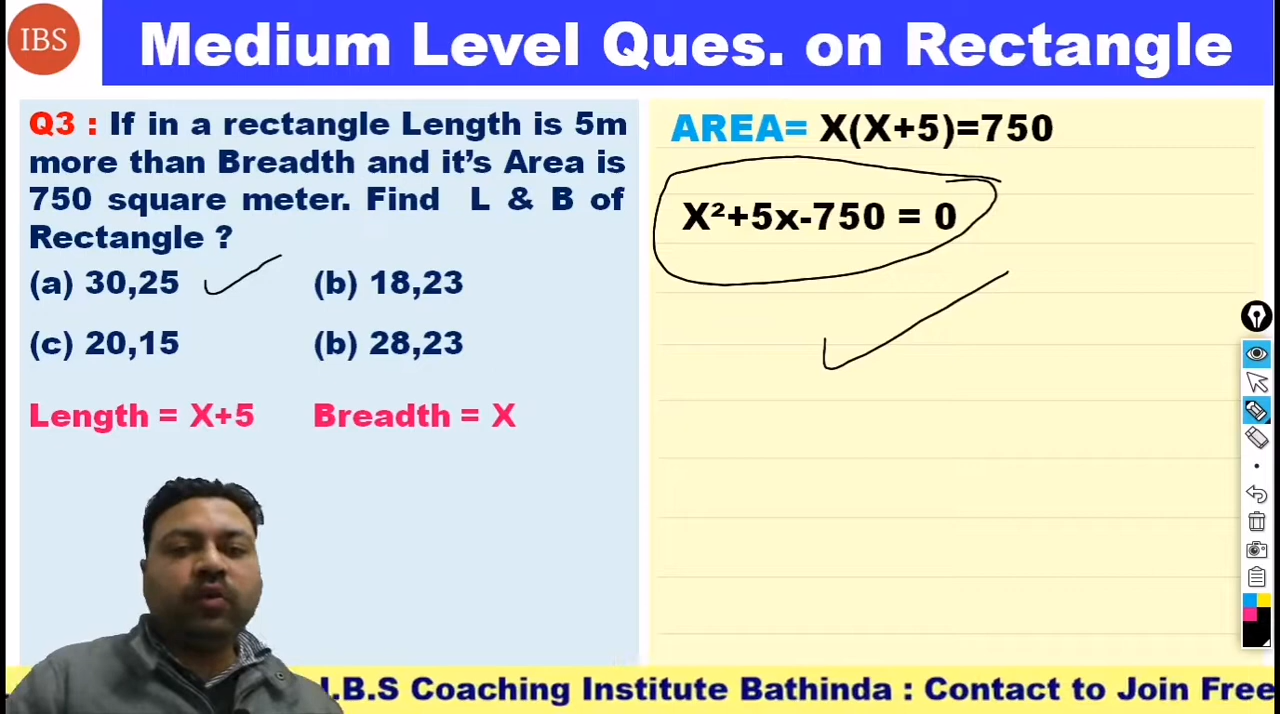 IBS
Medium Level Ques. on Rectangle
Q3 : If in a rectangle Length is 5m
more than Breadth and it's Area is
750 square meter. Find L & B of
Rectangle ?
(a) 30,25 (b) 18,23
(c) 20,15 (b) 28,23
Length = X+5 Breadth = X
AREA= X(X+5)=750
X²+5x-750 = 0
I.B.S Coaching Institute Bathinda : Contact to Join Free